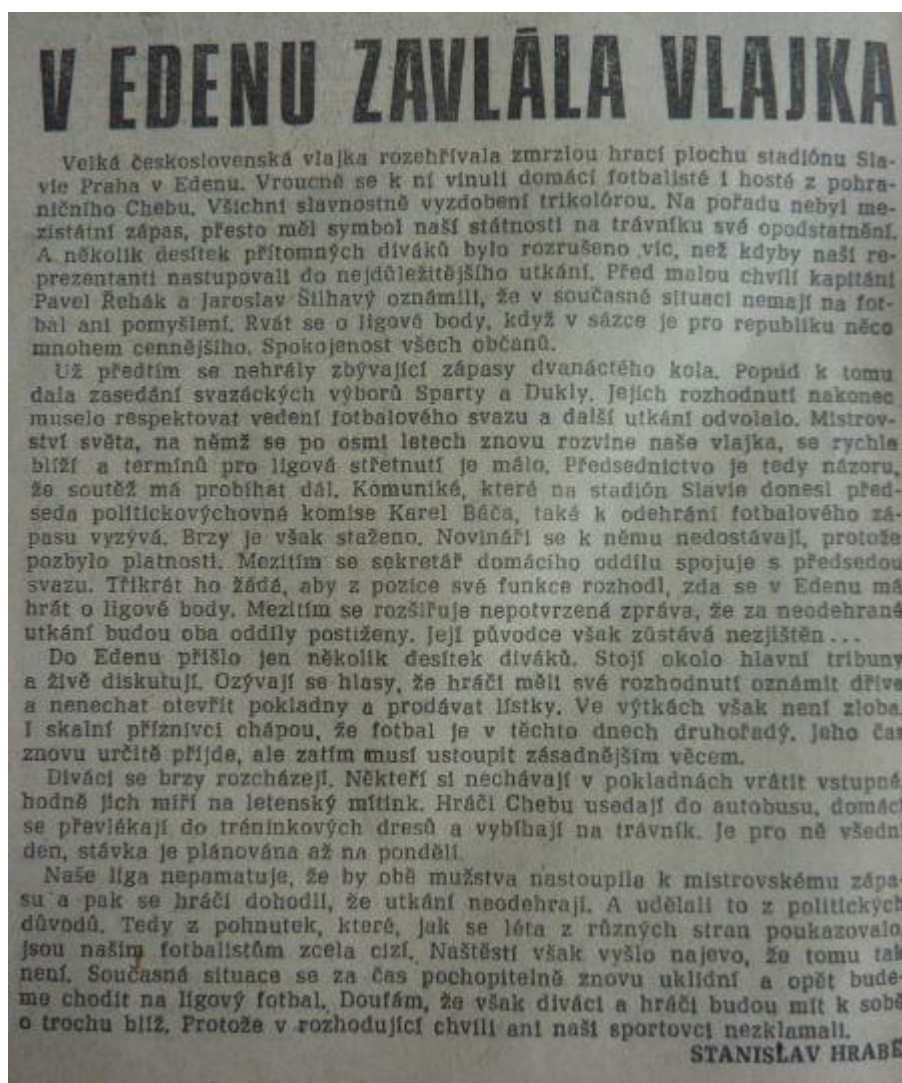 V EDENU ZAVLÁLA VLAJKA
Velká československá vlajka rozehřívala zmrzlou hrací plochu stadiónu Sla-
vie Praha v Edenu. Vroucně se k ní vinuli domácí fotbalisté i hosté z pohra-
ničního Chebu. Všichni slavnostně vyzdobení trikolórou. Na pořadu nebyl me-
zistátní zápas, přesto měl symbol naší státnosti na trávníku své opodstatnění.
A několik desítek přítomných diváků bylo rozrušeno víc, než kdyby naší re-
prezentanti nastupovali do nejdůležitějšího utkání. Před malou chvílí kapitáni
Pavel Řehák a Jaroslav Šilhavý oznámili, že v současné situaci nemají na fot-
bal ani pomyšlení. Rvát se o ligové body, když v sázce je pro republiku něco
mnohem cennějšího. Spokojenost všech občanů.
Už předtím se nehrály zbývající zápasy dvanáctého kola. Popud k tomu
dala zasedání svazáckých výborů Sparty a Dukly. Jejich rozhodnutí nakonec
muselo respektovat vedení fotbalového svazu a další utkání odvolalo. Mistrov-
ství světa, na němž se po osmi letech znovu rozvine naše vlajka, se rychle
blíží a termínů pro ligová střetnutí je málo. Předsednictvo je tedy názoru,
že soutěž má probíhat dál. Komuniké, které na stadión Slavie donesl před-
seda politickovýchovné komise Karel Báča, také k odehrání fotbalového zá-
pasu vyzývá. Brzy je však staženo. Novináři se k němu nedostávají, protože
pozbylo platnosti. Mezitím se sekretář domácího oddílu spojuje s předsedou
svazu. Třikrát ho žádá, aby z pozice své funkce rozhodl, zda se v Edenu má
hrát o ligové body. Mezitím se rozšiřuje nepotvrzená zpráva, že za neodehrané
utkání budou oba oddíly postiženy. Její původce však zůstává nezjištěn...
Do Edenu přišlo jen několik desítek diváků. Stojí okolo hlavní tribuny
a živě diskutují. Ozývají se hlasy, že hráči měli své rozhodnutí oznámit dříve
a nenechat otevřít pokladny a prodávat lístky. Ve výtkách však není zloba.
I skalní příznivci chápou, že fotbal je v těchto dnech druhořadý. Jeho čas
znovu určitě přijde, ale zatím musí ustoupit zásadnějším věcem.
Diváci se brzy rozcházejí. Někteří si nechávají v pokladnách vrátit vstupné,
hodně jich míří na letenský mítink. Hráči Chebu usedají do autobusu, domácí
se převlékají do tréninkových dresů a vybíhají na trávník. Je pro ně všední
den, stávka je plánována až na pondělí.
Naše liga nepamatuje, že by obě mužstva nastoupila k mistrovskému zápa-
su a pak se hráči dohodli, že utkání neodehrají. A udělali to z politických
důvodů. Tedy z pohnutek, které, jak se léta z různých stran poukazovalo,
jsou našim fotbalistům zcela cizí. Naštěstí však vyšlo najevo, že tomu tak
není. Současná situace se za čas pochopitelně znovu uklidní a opět bude-
me chodit na ligový fotbal. Doufám, že však diváci a hráči budou mít k sobě
o trochu blíž. Protože v rozhodující chvíli ani naši sportovci nezklamali.
STANISLAV HRABĚ